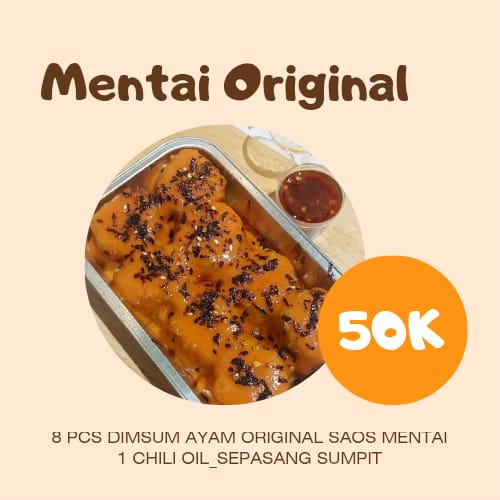 Mentai Original
50K
8 PCS DIMSUM AYAM ORIGINAL SAOS MENTAI
1 CHILI OIL_SEPASANG SUMPIT